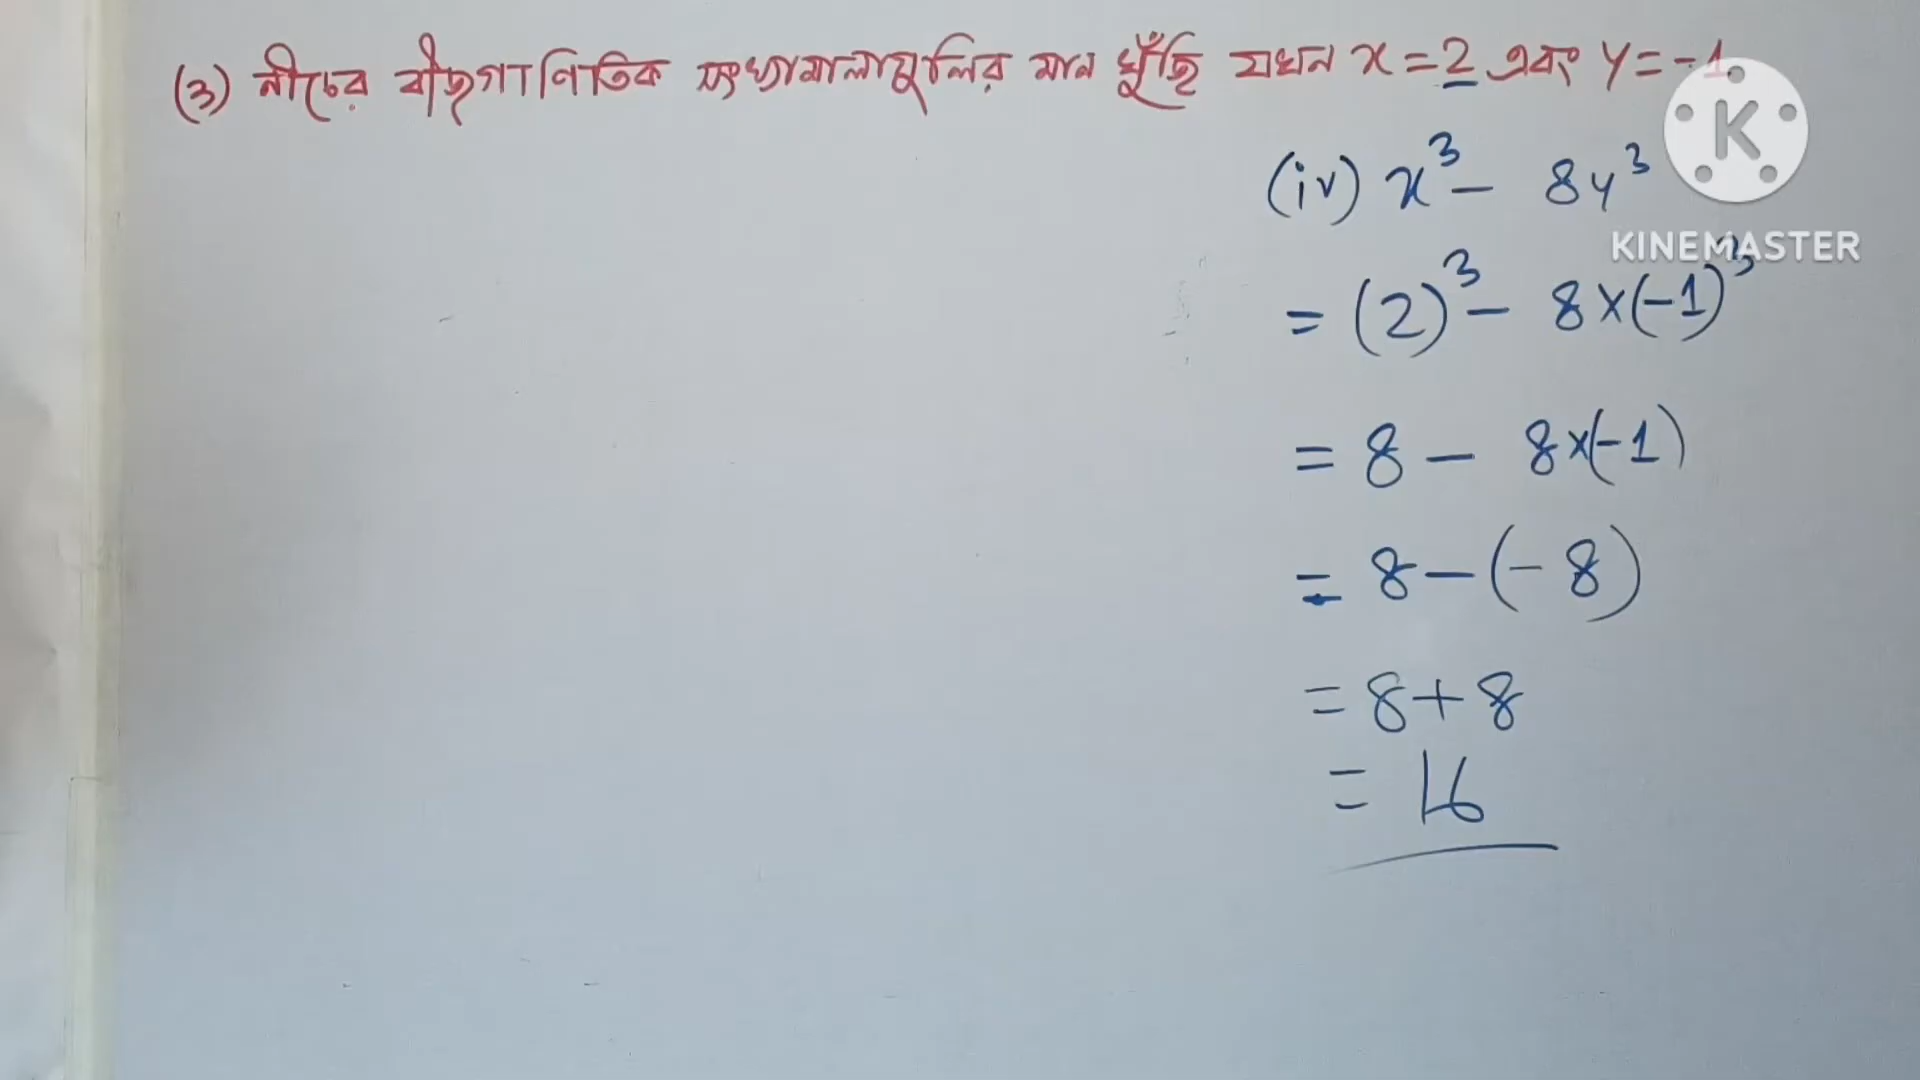 (3) নীচের বীজগাণিতিক সংখ্যামালাগুলির মান খুঁজি যখন x = 2 এবং y = -1.
(iv) x³ - 8y³
K
KINEMASTER
= (2)³ - 8×(-1)³
= 8 - 8×(-1)
= 8 - (-8)
= 8 + 8
= 16